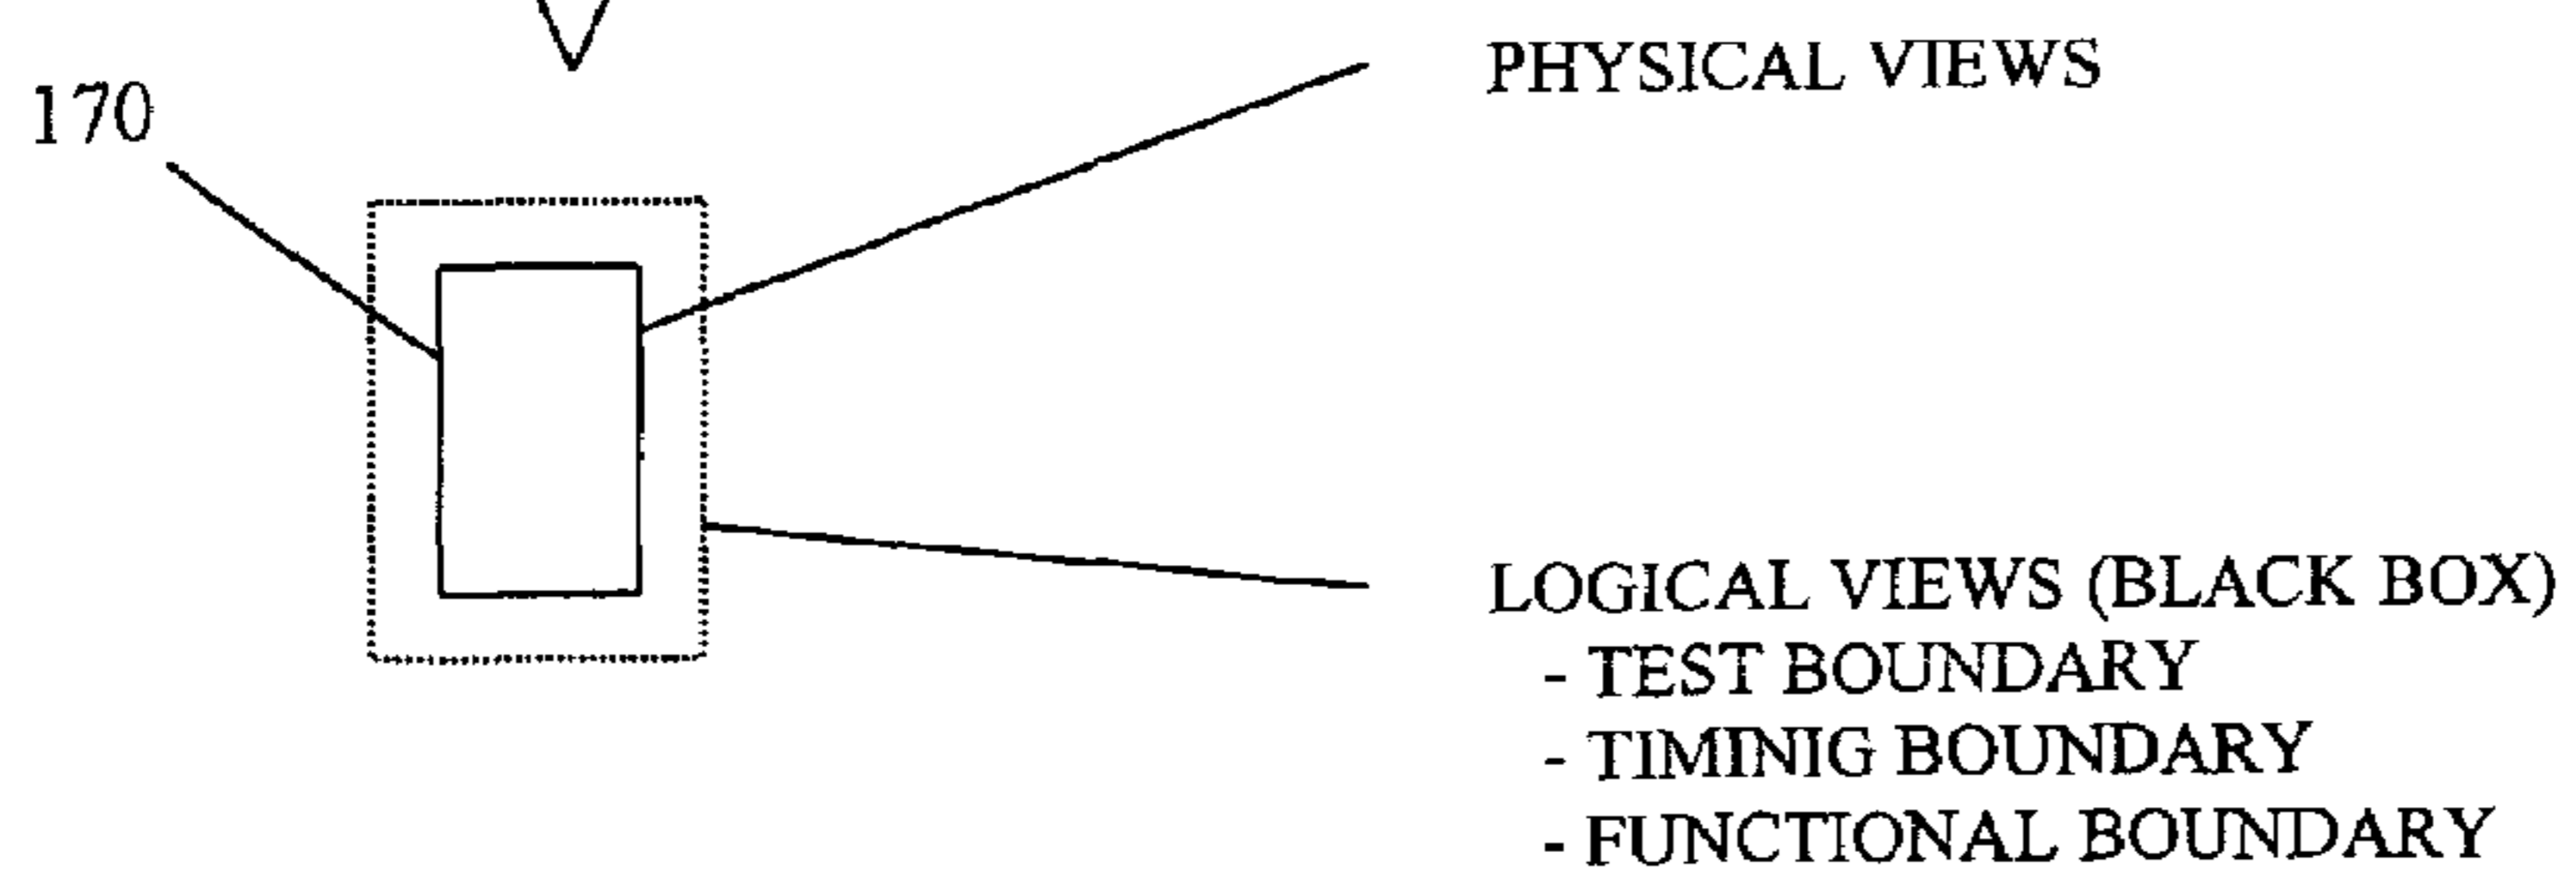 PHYSICAL VIEWS
170
LOGICAL VIEWS (BLACK BOX)
- TEST BOUNDARY
- TIMINIG BOUNDARY
- FUNCTIONAL BOUNDARY